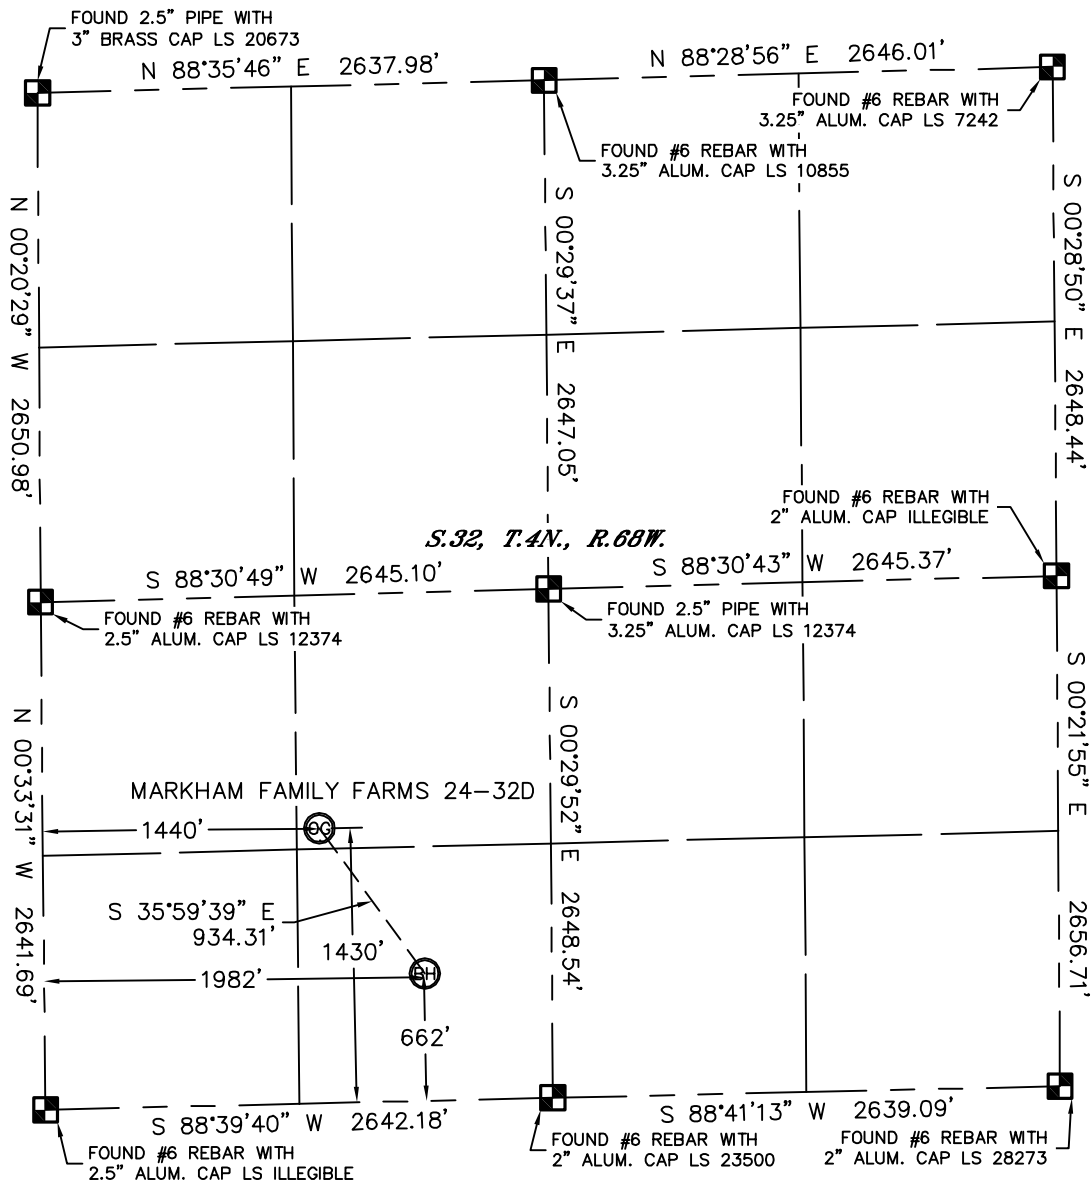 FOUND 2.5" PIPE WITH
3" BRASS CAP LS 20673
N 88°35'46" E 2637.98'
N 88°28'56" E 2646.01'
FOUND #6 REBAR WITH
3.25" ALUM. CAP LS 7242
FOUND #6 REBAR WITH
3.25" ALUM. CAP LS 10855
N 00°20'29" W 2650.98'
S 00°29'37" E 2647.05'
S 00°28'50" E 2648.44'
FOUND #6 REBAR WITH
2" ALUM. CAP ILLEGIBLE
S.32, T.4N., R.68W.
S 88°30'49" W 2645.10'
S 88°30'43" W 2645.37'
FOUND #6 REBAR WITH
2.5" ALUM. CAP LS 12374
FOUND 2.5" PIPE WITH
3.25" ALUM. CAP LS 12374
N 00°33'31" W 2641.69'
S 00°29'52" E 2648.54'
S 00°21'55" E 2656.71'
MARKHAM FAMILY FARMS 24-32D
1440'
OG
S 35°59'39" E
934.31'
1430'
1982'
BH
662'
S 88°39'40" W 2642.18'
S 88°41'13" W 2639.09'
FOUND #6 REBAR WITH
2.5" ALUM. CAP LS ILLEGIBLE
FOUND #6 REBAR WITH
2" ALUM. CAP LS 23500
FOUND #6 REBAR WITH
2" ALUM. CAP LS 28273